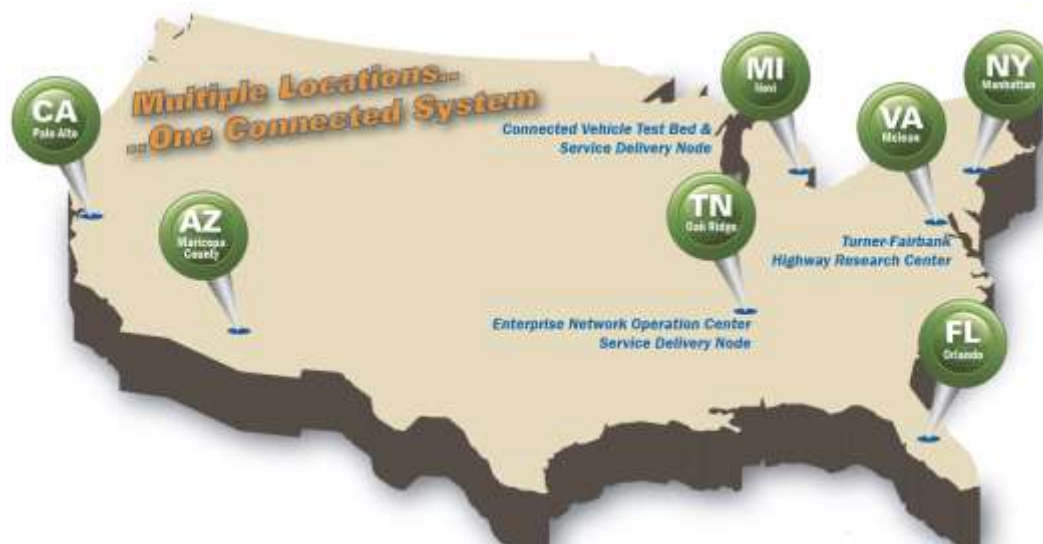 Multiple Locations...
...One Connected System
CA
Palo Alto
AZ
Maricopa
County
MI
Novi
Connected Vehicle Test Bed &
Service Delivery Node
NY
Manhattan
VA
Mclean
Turner-Fairbank
Highway Research Center
TN
Oak Ridge
Enterprise Network Operation Center
Service Delivery Node
FL
Orlando